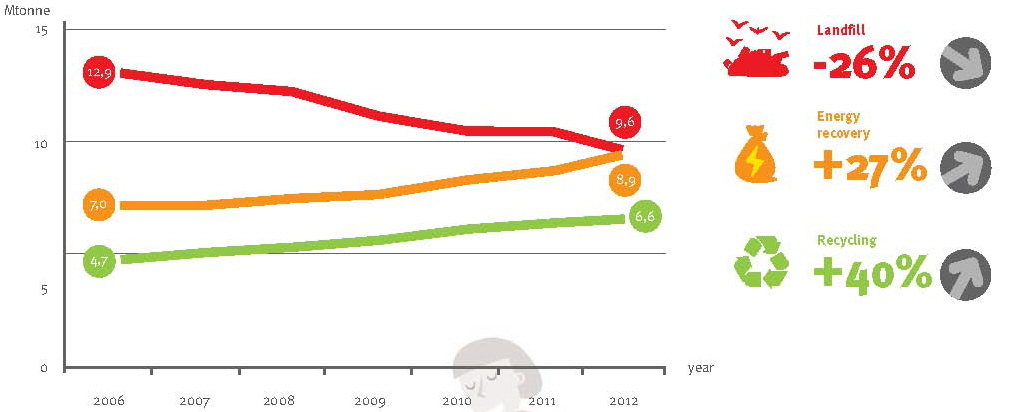 Mtonne
15
12,9
10
9,6
8,9
7,0
6,6
4,7
5
0
year
2006 2007 2008 2009 2010 2011 2012
Landfill
-26%
Energy
recovery
+27%
Recycling
+40%